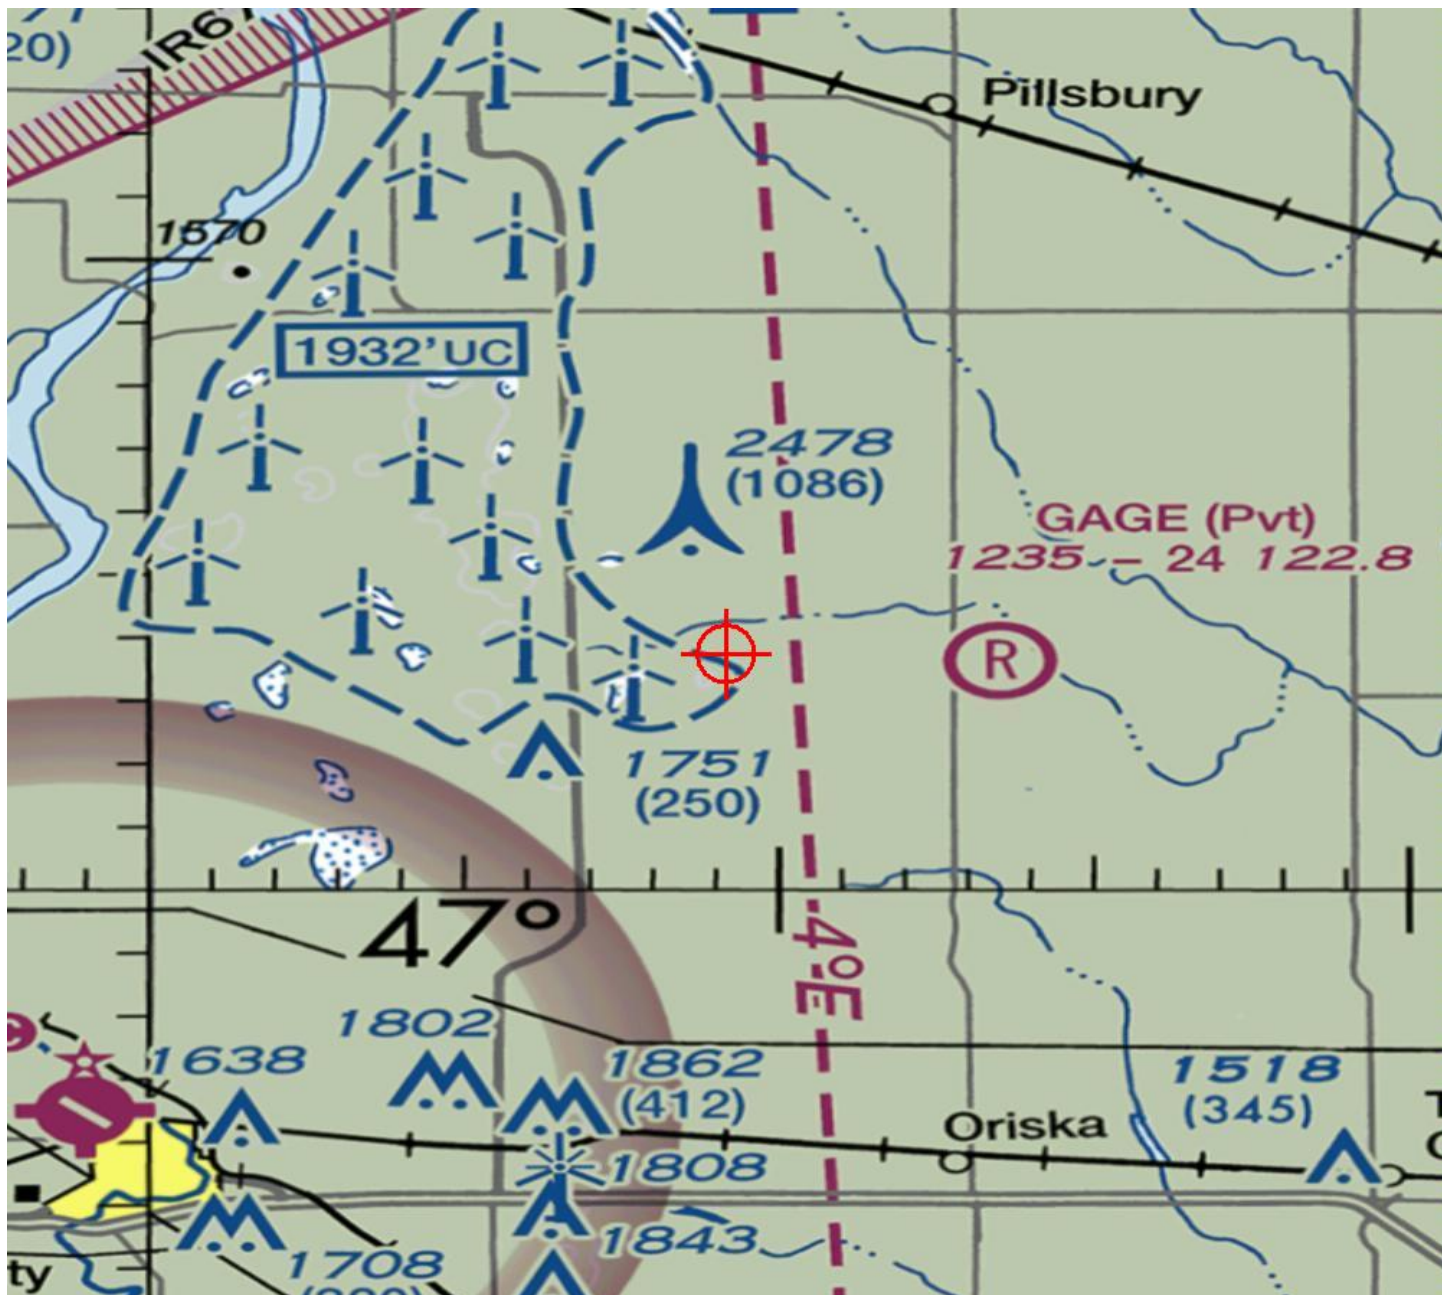 IR67
20)
Pillsbury
1570
1932' UC
2478
(1086)
GAGE (Pvt)
1235 – 24 122.8
R
1751
(250)
47°
4°E
1802
1638
1862
(412)
1518
(345)
Oriska
1808
1843
1708
ty